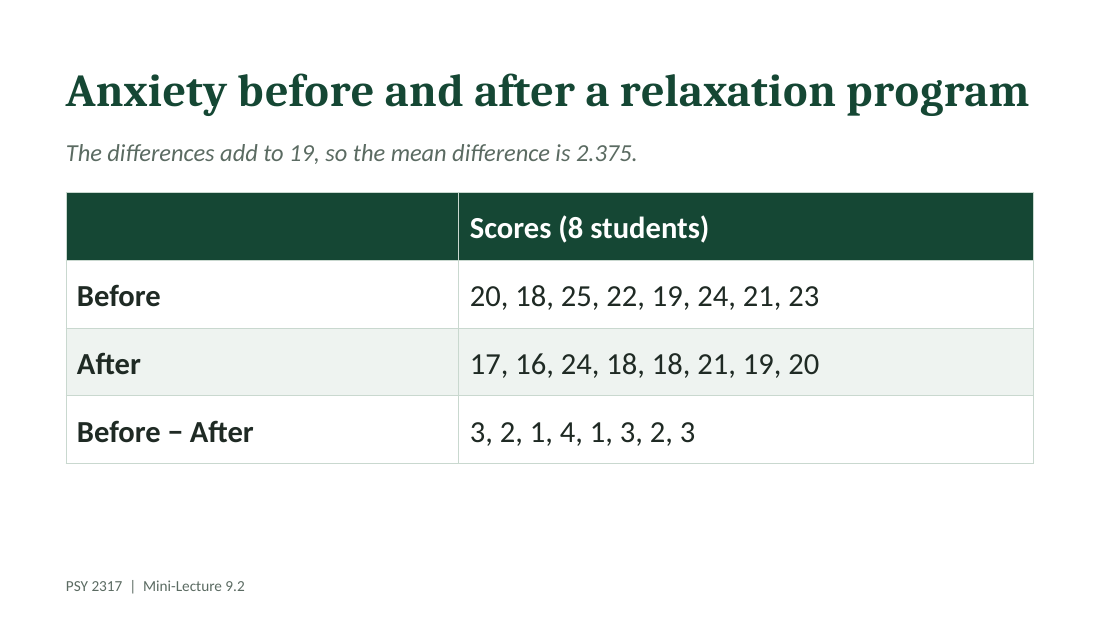 Anxiety before and after a relaxation program
The differences add to 19, so the mean difference is 2.375.
Scores (8 students)
Before 20, 18, 25, 22, 19, 24, 21, 23
After 17, 16, 24, 18, 18, 21, 19, 20
Before − After 3, 2, 1, 4, 1, 3, 2, 3
PSY 2317 | Mini-Lecture 9.2